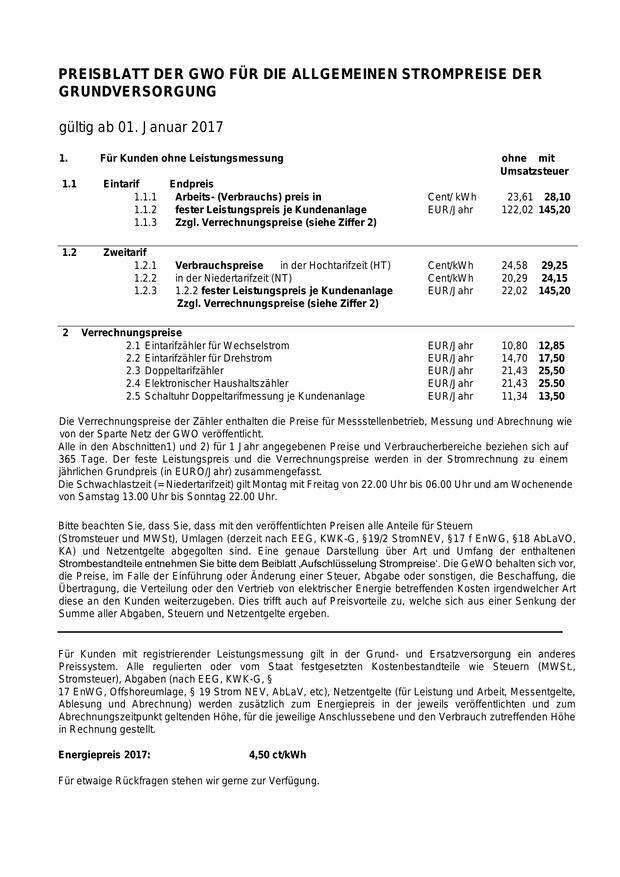 PREISBLATT DER GWO FÜR DIE ALLGEMEINEN STROMPREISE DER
GRUNDVERSORGUNG
gültig ab 01. Januar 2017
1. Für Kunden ohne Leistungsmessung ohne mit
Umsatzsteuer
1.1 Eintarif Endpreis
1.1.1 Arbeits- (Verbrauchs) preis in Cent/ kWh 23,61 28,10
1.1.2 fester Leistungspreis je Kundenanlage EUR/Jahr 122,02 145,20
1.1.3 Zzgl. Verrechnungspreise (siehe Ziffer 2)
1.2 Zweitarif
1.2.1 Verbrauchspreise in der Hochtarifzeit (HT) Cent/kWh 24,58 29,25
1.2.2 in der Niedertarifzeit (NT) Cent/kWh 20,29 24,15
1.2.3 1.2.2 fester Leistungspreis je Kundenanlage EUR/Jahr 22,02 145,20
Zzgl. Verrechnungspreise (siehe Ziffer 2)
2 Verrechnungspreise
2.1 Eintarifzähler für Wechselstrom EUR/Jahr 10,80 12,85
2.2 Eintarifzähler für Drehstrom EUR/Jahr 14,70 17,50
2.3 Doppeltarifzähler EUR/Jahr 21,43 25,50
2.4 Elektronischer Haushaltszähler EUR/Jahr 21,43 25.50
2.5 Schaltuhr Doppeltarifmessung je Kundenanlage EUR/Jahr 11,34 13,50
Die Verrechnungspreise der Zähler enthalten die Preise für Messstellenbetrieb, Messung und Abrechnung wie
von der Sparte Netz der GWO veröffentlicht.
Alle in den Abschnitten1) und 2) für 1 Jahr angegebenen Preise und Verbraucherbereiche beziehen sich auf
365 Tage. Der feste Leistungspreis und die Verrechnungspreise werden in der Stromrechnung zu einem
jährlichen Grundpreis (in EURO/Jahr) zusammengefasst.
Die Schwachlastzeit (= Niedertarifzeit) gilt Montag mit Freitag von 22.00 Uhr bis 06.00 Uhr und am Wochenende
von Samstag 13.00 Uhr bis Sonntag 22.00 Uhr.
Bitte beachten Sie, dass Sie, dass mit den veröffentlichten Preisen alle Anteile für Steuern
(Stromsteuer und MWSt), Umlagen (derzeit nach EEG, KWK-G, §19/2 StromNEV, §17 f EnWG, §18 AbLaVO,
KA) und Netzentgelte abgegolten sind. Eine genaue Darstellung über Art und Umfang der enthaltenen
Strombestandteile entnehmen Sie bitte dem Beiblatt ‚Aufschlüsselung Strompreise'. Die GeWO behalten sich vor,
die Preise, im Falle der Einführung oder Änderung einer Steuer, Abgabe oder sonstigen, die Beschaffung, die
Übertragung, die Verteilung oder den Vertrieb von elektrischer Energie betreffenden Kosten irgendwelcher Art
diese an den Kunden weiterzugeben. Dies trifft auch auf Preisvorteile zu, welche sich aus einer Senkung der
Summe aller Abgaben, Steuern und Netzentgelte ergeben.
Für Kunden mit registrierender Leistungsmessung gilt in der Grund- und Ersatzversorgung ein anderes
Preissystem. Alle regulierten oder vom Staat festgesetzten Kostenbestandteile wie Steuern (MWSt.,
Stromsteuer), Abgaben (nach EEG, KWK-G, §
17 EnWG, Offshoreumlage, § 19 Strom NEV, AbLaV, etc), Netzentgelte (für Leistung und Arbeit, Messentgelte,
Ablesung und Abrechnung) werden zusätzlich zum Energiepreis in der jeweils veröffentlichten und zum
Abrechnungszeitpunkt geltenden Höhe, für die jeweilige Anschlussebene und den Verbrauch zutreffenden Höhe
in Rechnung gestellt.
Energiepreis 2017: 4,50 ct/kWh
Für etwaige Rückfragen stehen wir gerne zur Verfügung.